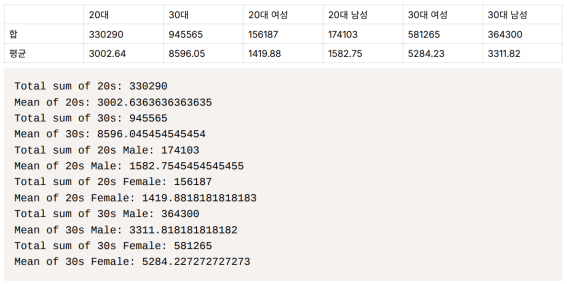 20대 30대 20대 여성 20대 남성 30대 여성 30대 남성
합 330290 945565 156187 174103 581265 364300
평균 3002.64 8596.05 1419.88 1582.75 5284.23 3311.82
Total sum of 20s: 330290
Mean of 20s: 3002.6363636363635
Total sum of 30s: 945565
Mean of 30s: 8596.045454545454
Total sum of 20s Male: 174103
Mean of 20s Male: 1582.7545454545455
Total sum of 20s Female: 156187
Mean of 20s Female: 1419.8818181818183
Total sum of 30s Male: 364300
Mean of 30s Male: 3311.818181818182
Total sum of 30s Female: 581265
Mean of 30s Female: 5284.227272727273